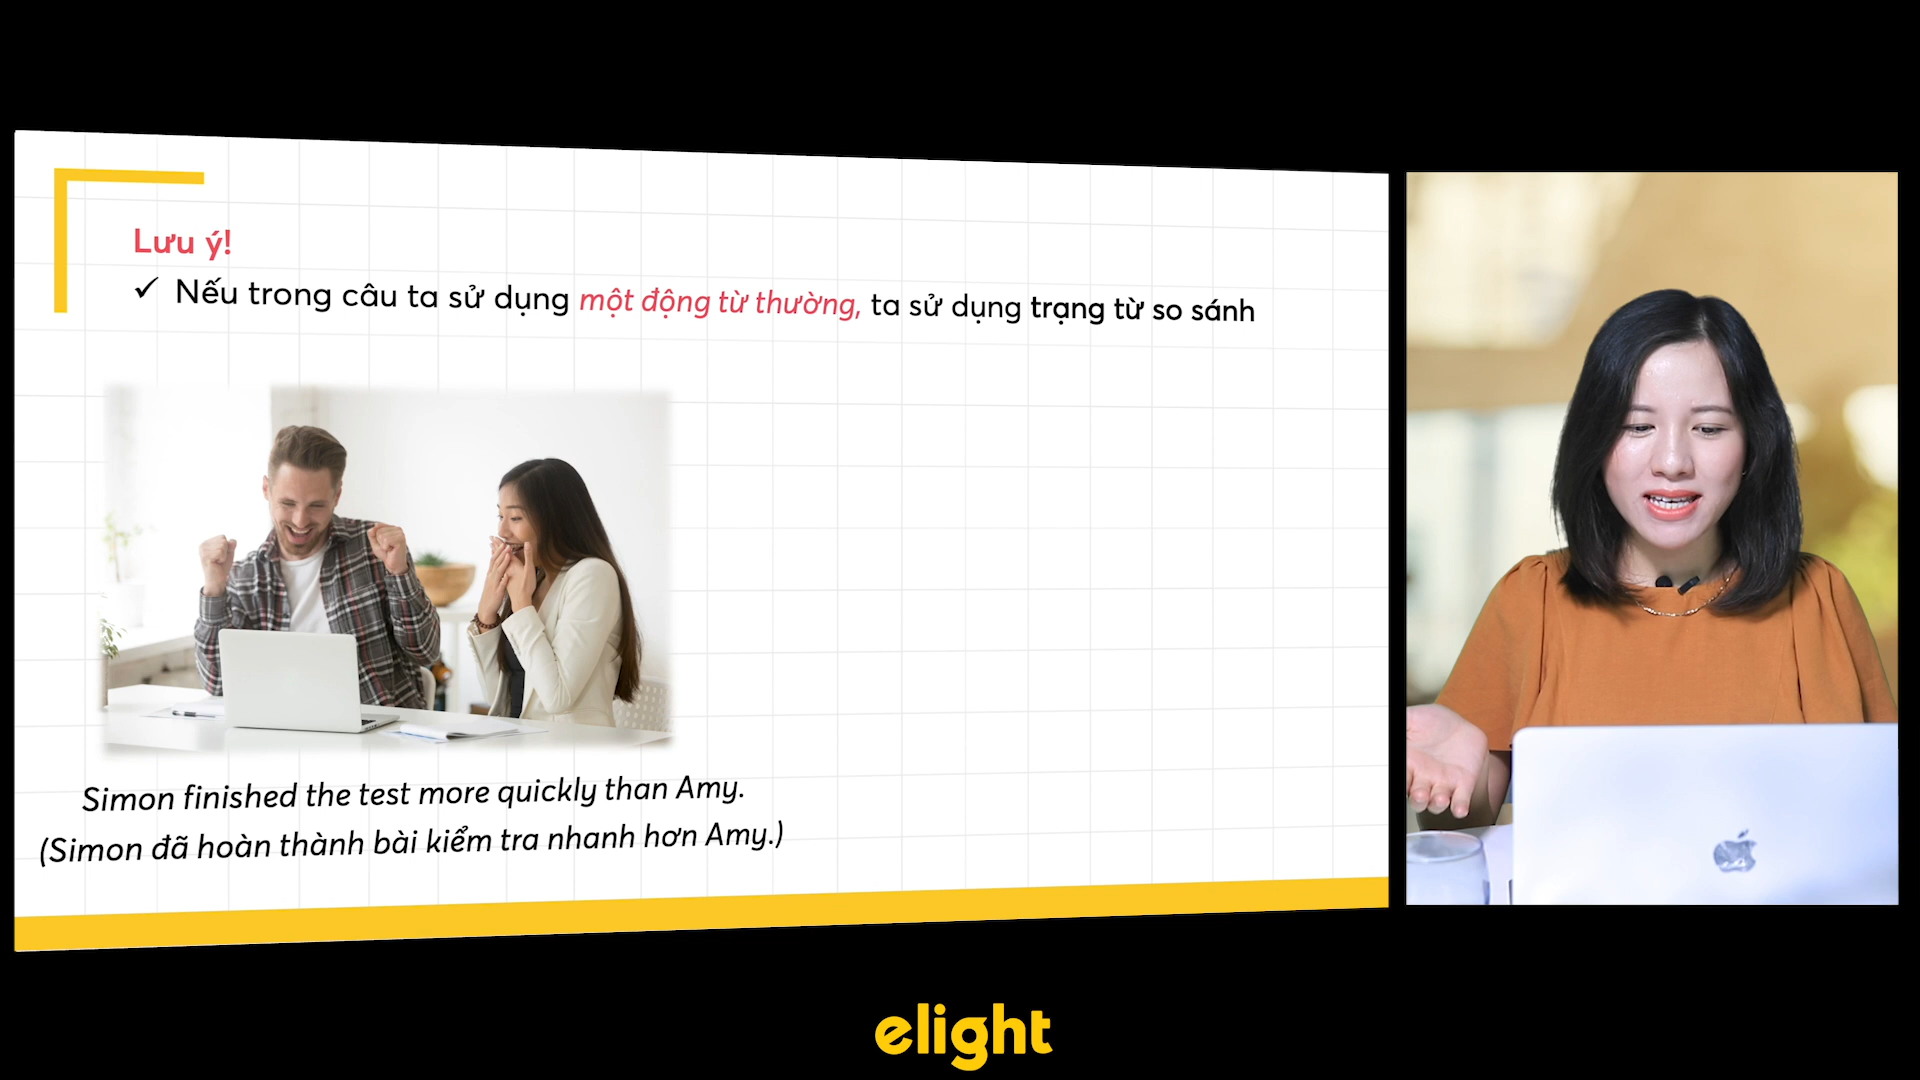 Lưu ý!
✓ Nếu trong câu ta sử dụng một động từ thường, ta sử dụng trạng từ so sánh
Simon finished the test more quickly than Amy.
(Simon đã hoàn thành bài kiểm tra nhanh hơn Amy.)
elight